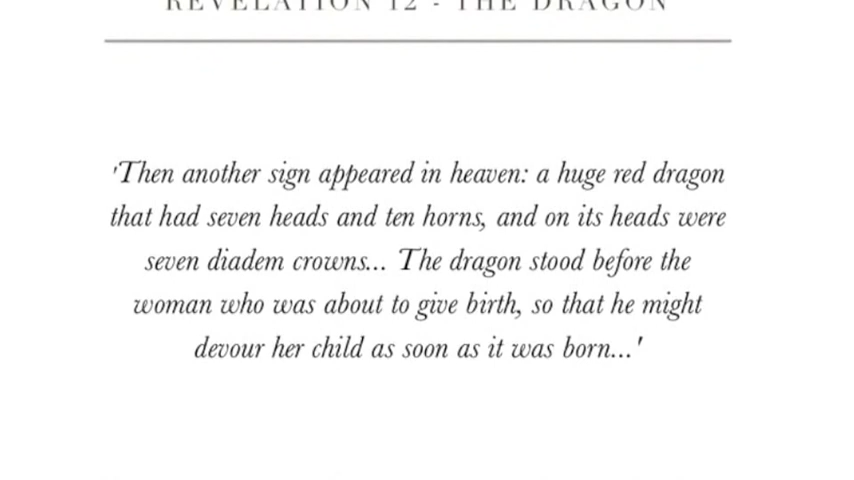 REVELATION 12 - THE DRAGON
'Then another sign appeared in heaven: a huge red dragon
that had seven heads and ten horns, and on its heads were
seven diadem crowns... The dragon stood before the
woman who was about to give birth, so that he might
devour her child as soon as it was born...'